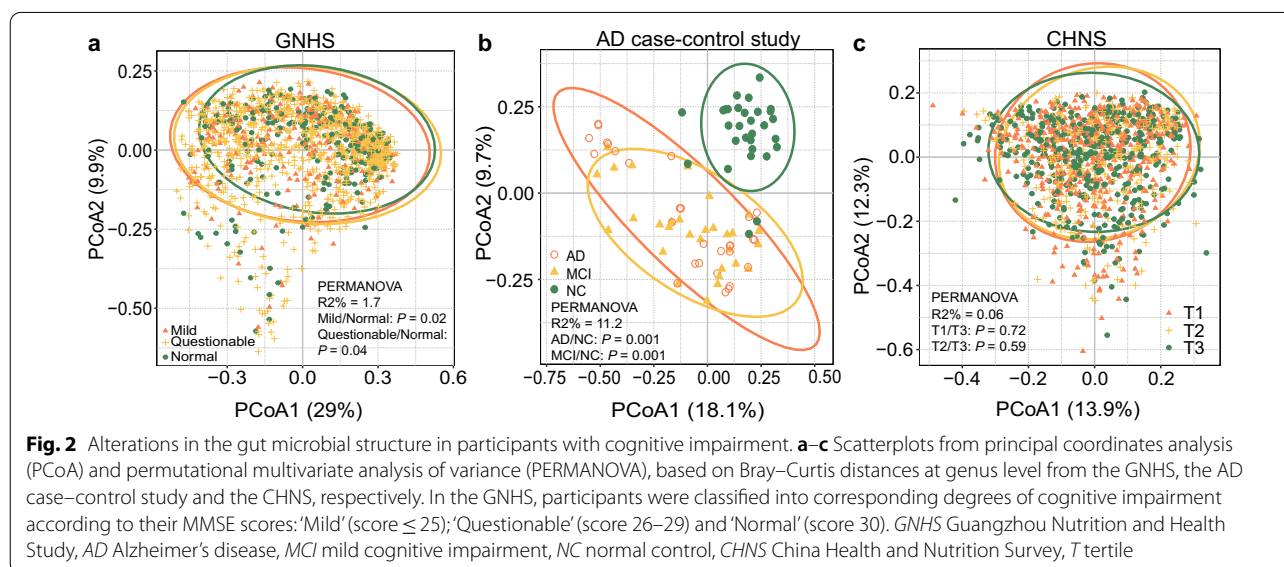 a
GNHS
PCoA2 (9.9%)
0.25
0.00
−0.25
−0.50
Mild
Questionable
Normal
PERMANOVA
R2% = 1.7
Mild/Normal: P = 0.02
Questionable/Normal:
P = 0.04
−0.3
0.0
0.3
0.6
PCoA1 (29%)
b
AD case-control study
PCoA2 (9.7%)
0.25
0.00
−0.25
AD
MCI
NC
PERMANOVA
R2% = 11.2
AD/NC: P = 0.001
MCI/NC: P = 0.001
−0.75
−0.50
−0.25
0.00
0.25
0.50
PCoA1 (18.1%)
c
CHNS
PCoA2 (12.3%)
0.2
0.0
−0.2
−0.4
−0.6
PERMANOVA
R2% = 0.06
T1/T3: P = 0.72
T2/T3: P = 0.59
T1
T2
T3
−0.4
−0.2
0.0
0.2
PCoA1 (13.9%)
Fig. 2 Alterations in the gut microbial structure in participants with cognitive impairment. a–c Scatterplots from principal coordinates analysis
(PCoA) and permutational multivariate analysis of variance (PERMANOVA), based on Bray–Curtis distances at genus level from the GNHS, the AD
case–control study and the CHNS, respectively. In the GNHS, participants were classified into corresponding degrees of cognitive impairment
according to their MMSE scores: 'Mild' (score ≤ 25); 'Questionable' (score 26–29) and 'Normal' (score 30). GNHS Guangzhou Nutrition and Health
Study, AD Alzheimer's disease, MCI mild cognitive impairment, NC normal control, CHNS China Health and Nutrition Survey, T tertile